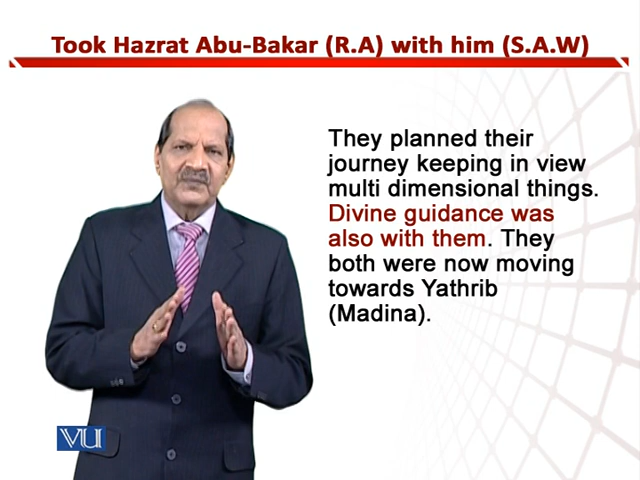 Took Hazrat Abu-Bakar (R.A) with him (S.A.W)
They planned their
journey keeping in view
multi dimensional things.
Divine guidance was
also with them. They
both were now moving
towards Yathrib
(Madina).
VU